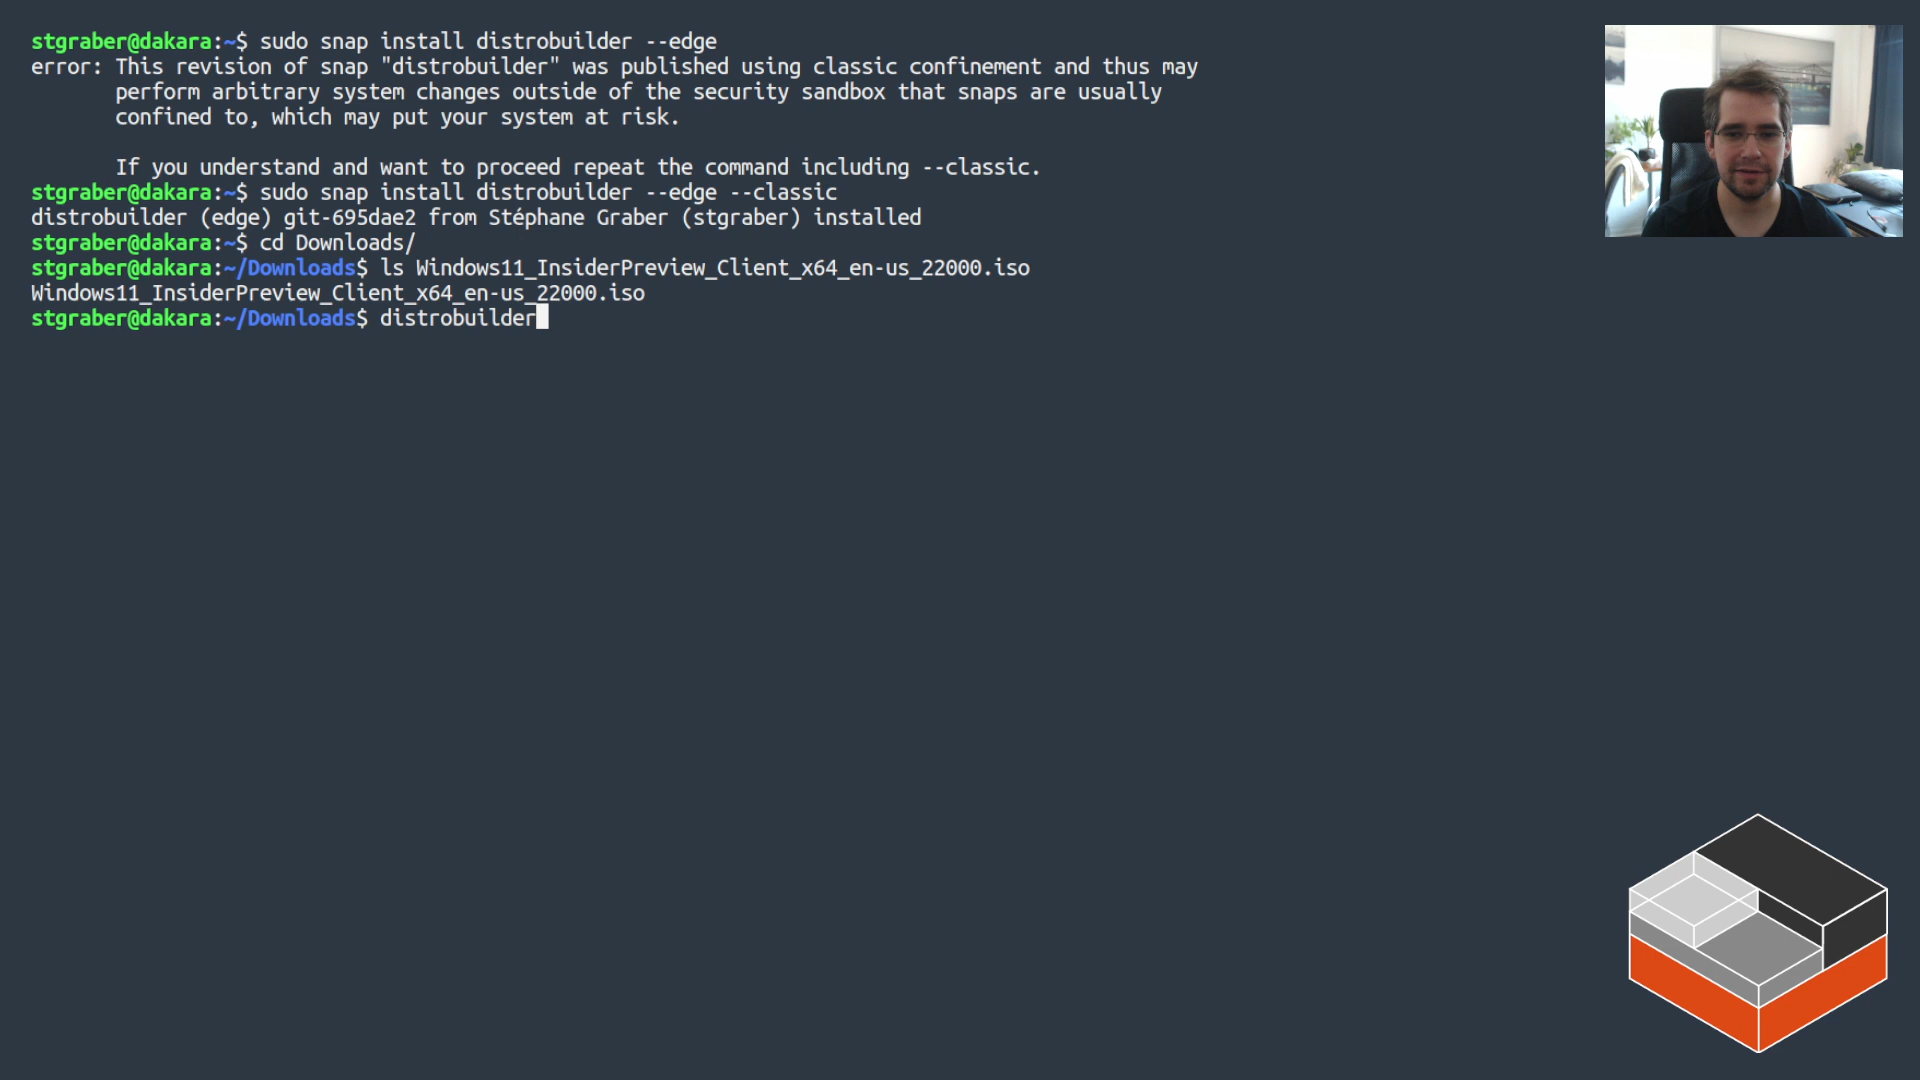 stgraber@dakara:~$ sudo snap install distrobuilder --edge
error: This revision of snap "distrobuilder" was published using classic confinement and thus may
perform arbitrary system changes outside of the security sandbox that snaps are usually
confined to, which may put your system at risk.
If you understand and want to proceed repeat the command including --classic.
stgraber@dakara:~$ sudo snap install distrobuilder --edge --classic
distrobuilder (edge) git-695dae2 from Stéphane Graber (stgraber) installed
stgraber@dakara:~$ cd Downloads/
stgraber@dakara:~/Downloads$ ls Windows11_InsiderPreview_Client_x64_en-us_22000.iso
Windows11_InsiderPreview_Client_x64_en-us_22000.iso
stgraber@dakara:~/Downloads$ distrobuilder